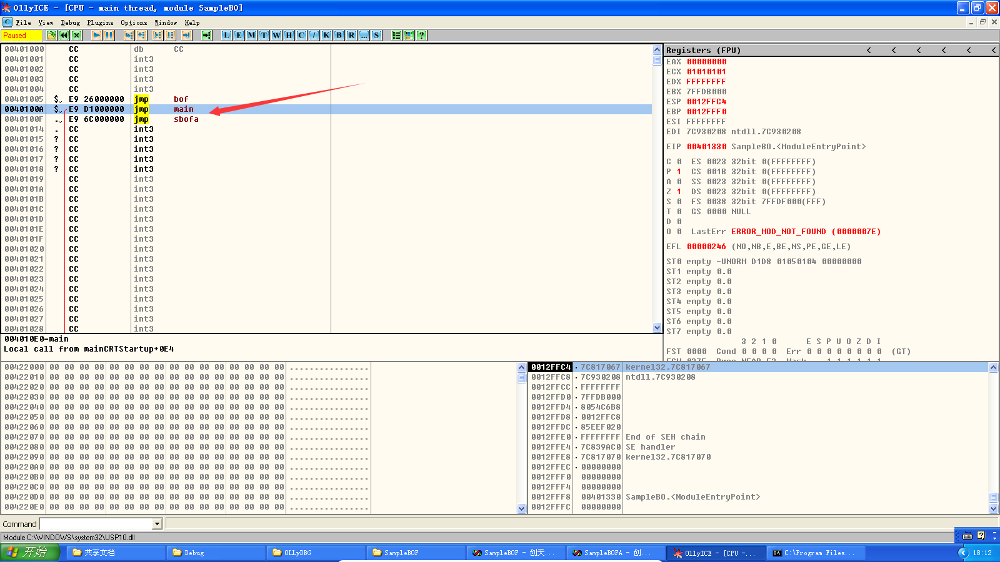 OllyICE - [CPU - main thread, module SampleBO]
C File View Debug Plugins Options Window Help
Paused L E M T W H C / K B R ... S ?
00401000 CC db CC
00401001 CC int3
00401002 CC int3
00401003 CC int3
00401004 CC int3
00401005 $ E9 26000000 jmp bof
0040100A $ E9 D1000000 jmp main
0040100F . E9 6C000000 jmp sbofa
00401014 . CC int3
00401015 ? CC int3
00401016 ? CC int3
00401017 ? CC int3
00401018 ? CC int3
00401019 CC int3
0040101A CC int3
0040101B CC int3
0040101C CC int3
0040101D CC int3
0040101E CC int3
0040101F CC int3
00401020 CC int3
00401021 CC int3
00401022 CC int3
00401023 CC int3
00401024 CC int3
00401025 CC int3
00401026 CC int3
00401027 CC int3
00401028 CC int3
004010E0=main
Local call from mainCRTStartup+0E4
Registers (FPU) < < < < < <
EAX 00000000
ECX 01010101
EDX FFFFFFFF
EBX 7FFDB000
ESP 0012FFC4
EBP 0012FFF0
ESI FFFFFFFF
EDI 7C930208 ntdll.7C930208
EIP 00401330 SampleBO.<ModuleEntryPoint>
C 0 ES 0023 32bit 0(FFFFFFFF)
P 1 CS 001B 32bit 0(FFFFFFFF)
A 0 SS 0023 32bit 0(FFFFFFFF)
Z 1 DS 0023 32bit 0(FFFFFFFF)
S 0 FS 0038 32bit 7FFDF000(FFF)
T 0 GS 0000 NULL
D 0
O 0 LastErr ERROR_MOD_NOT_FOUND (0000007E)
EFL 00000246 (NO,NB,E,BE,NS,PE,GE,LE)
ST0 empty -UNORM D1D8 01050104 00000000
ST1 empty 0.0
ST2 empty 0.0
ST3 empty 0.0
ST4 empty 0.0
ST5 empty 0.0
ST6 empty 0.0
ST7 empty 0.0
3 2 1 0 E S P U O Z D I
FST 0000 Cond 0 0 0 0 Err 0 0 0 0 0 0 0 0 (GT)
00422000 00 00 00 00 00 00 00 00 00 00 00 00 00 00 00 00 ................
00422010 00 00 00 00 00 00 00 00 00 00 00 00 00 00 00 00 ................
00422020 00 00 00 00 00 00 00 00 00 00 00 00 00 00 00 00 ................
00422030 00 00 00 00 00 00 00 00 00 00 00 00 00 00 00 00 ................
00422040 00 00 00 00 00 00 00 00 00 00 00 00 00 00 00 00 ................
00422050 00 00 00 00 00 00 00 00 00 00 00 00 00 00 00 00 ................
00422060 00 00 00 00 00 00 00 00 00 00 00 00 00 00 00 00 ................
00422070 00 00 00 00 00 00 00 00 00 00 00 00 00 00 00 00 ................
00422080 00 00 00 00 00 00 00 00 00 00 00 00 00 00 00 00 ................
00422090 00 00 00 00 00 00 00 00 00 00 00 00 00 00 00 00 ................
004220A0 00 00 00 00 00 00 00 00 00 00 00 00 00 00 00 00 ................
004220B0 00 00 00 00 00 00 00 00 00 00 00 00 00 00 00 00 ................
004220C0 00 00 00 00 00 00 00 00 00 00 00 00 00 00 00 00 ................
004220D0 00 00 00 00 00 00 00 00 00 00 00 00 00 00 00 00 ................
004220E0 00 00 00 00 00 00 00 00 00 00 00 00 00 00 00 00 ................
0012FFC4 7C817067 kernel32.7C817067
0012FFC8 7C930208 ntdll.7C930208
0012FFCC FFFFFFFF
0012FFD0 7FFDB000
0012FFD4 8054C6B8
0012FFD8 0012FFC8
0012FFDC 85EEF020
0012FFE0 FFFFFFFF End of SEH chain
0012FFE4 7C839AC0 SE handler
0012FFE8 7C817070 kernel32.7C817070
0012FFEC 00000000
0012FFF0 00000000
0012FFF4 00000000
0012FFF8 00401330 SampleBO.<ModuleEntryPoint>
0012FFFC 00000000
Command
Module C:\WINDOWS\system32\USP10.dll
开始 共享文档 Debug OLLyDBG SampleBOF SampleBOF - 创天... SampleBOFA - 创... OllyICE - [CPU -... C:\Program Files... 18:12